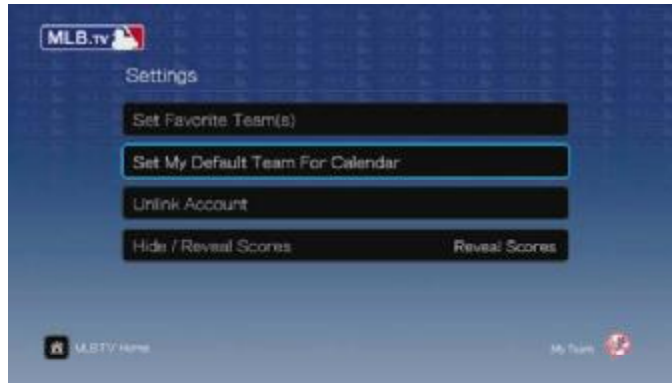 MLB.TV
Settings
Set Favorite Team(s)
Set My Default Team For Calendar
Unlink Account
Hide / Reveal Scores Reveal Scores
MLBTV Home My Team